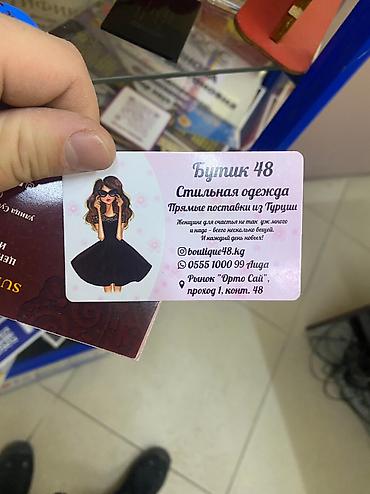 Бутик 48
Стильная одежда
Прямые поставки из Турции
Женщине для счастья не так уж много
и надо - всего несколько вещей.
И каждый день новых!
boutique48.kg
0555 1000 99 Аида
Рынок "Орто Сай",
проход 1, конт. 48